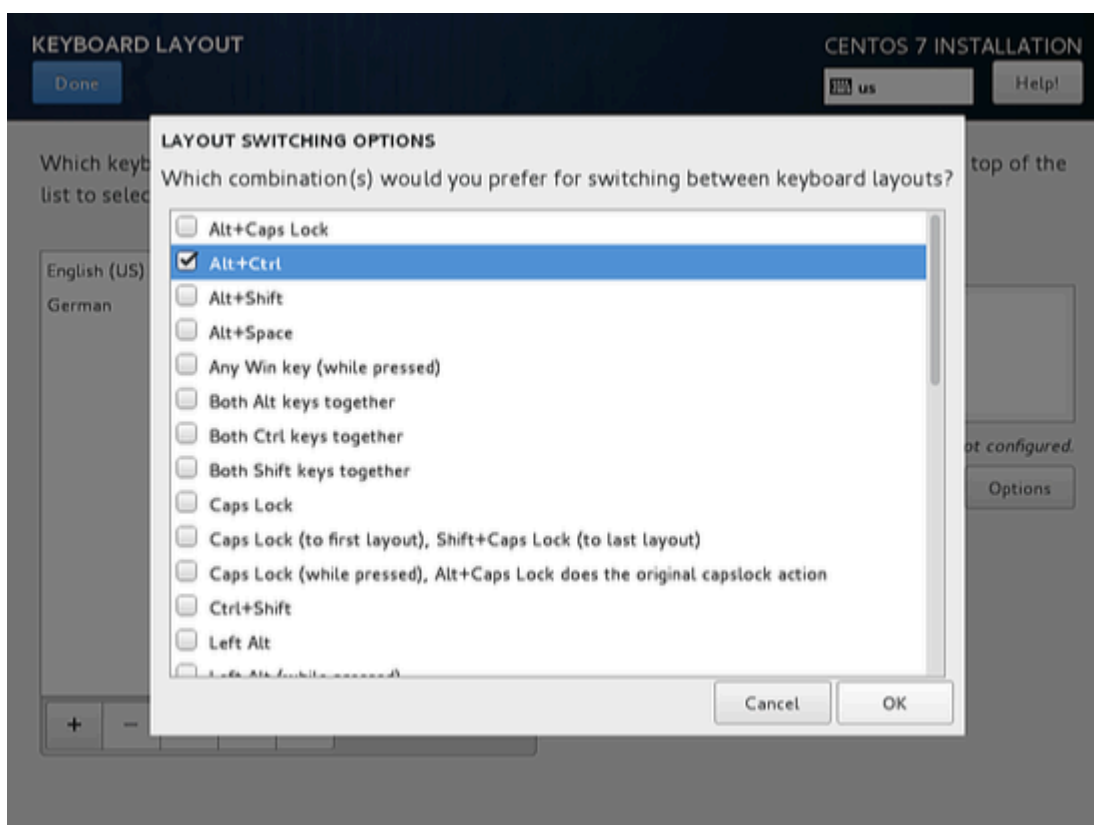 KEYBOARD LAYOUT
CENTOS 7 INSTALLATION
Done
us
Help!
LAYOUT SWITCHING OPTIONS
Which top of the
Which combination(s) would you prefer for switching between keyboard layouts?
list to
Alt+Caps Lock
Alt+Ctrl
English (US)
Alt+Shift
German
Alt+Space
Any Win key (while pressed)
Both Alt keys together
Both Ctrl keys together
configured.
Both Shift keys together
Options
Caps Lock
Caps Lock (to first layout), Shift+Caps Lock (to last layout)
Caps Lock (while pressed), Alt+Caps Lock does the original capslock action
Ctrl+Shift
Left Alt
Left Alt (while pressed)
Cancel
OK
+ −